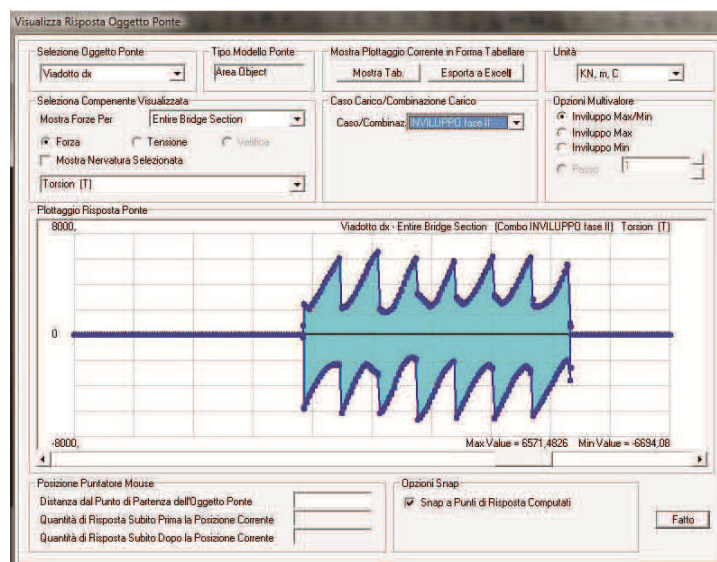 Visualizza Risposta Oggetto Ponte
Selezione Oggetto Ponte
Viadotto dx
Tipo Modello Ponte
Area Object
Mostra Plottaggio Corrente in Forma Tabellare
Mostra Tab.
Esporta a Excell
Unità
KN, m, C
Seleziona Compenente Visualizzata
Mostra Forze Per
Entire Bridge Section
Forza
Tensione
Verifica
Mostra Nervatura Selezionata
Torsion (T)
Caso Carico/Combinazione Carico
Caso/Combinaz
INVILUPPO fase II
Opzioni Multivalore
Inviluppo Max/Min
Inviluppo Max
Inviluppo Min
Passo
1
Plottaggio Risposta Ponte
8000,
Viadotto dx - Entire Bridge Section (Combo INVILUPPO fase II) Torsion (T)
0
-8000,
Max Value = 6571,4826 Min Value = -6694,08
Posizione Puntatore Mouse
Distanza dal Punto di Partenza dell'Oggetto Ponte
Quantità di Risposta Subito Prima la Posizione Corrente
Quantità di Risposta Subito Dopo la Posizione Corrente
Opzioni Snap
Snap a Punti di Risposta Computati
Fatto